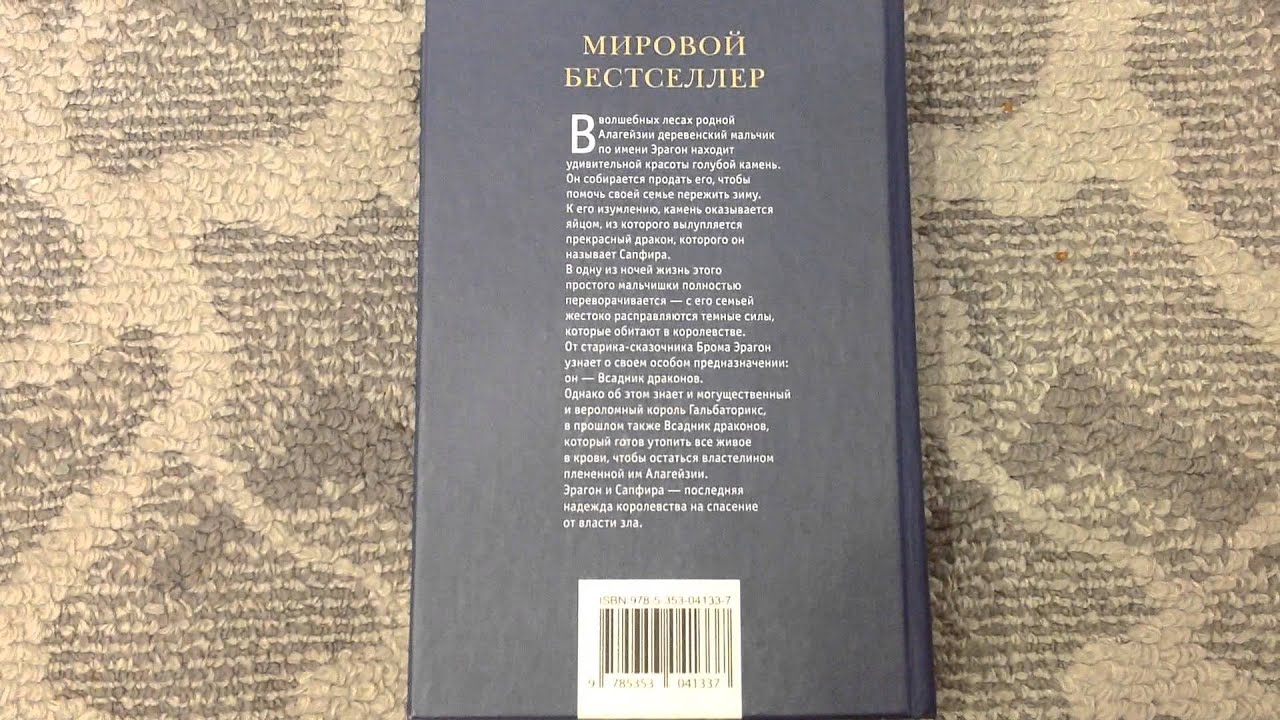 МИРОВОЙ
БЕСТСЕЛЛЕР
В волшебных лесах родной
Алагейзии деревенский мальчик
по имени Эрагон находит
удивительной красоты голубой камень.
Он собирается продать его, чтобы
помочь своей семье пережить зиму.
К его изумлению, камень оказывается
яйцом, из которого вылупляется
прекрасный дракон, которого он
называет Сапфира.
В одну из ночей жизнь этого
простого мальчишки полностью
переворачивается — с его семьей
жестоко расправляются темные силы,
которые обитают в королевстве.
От старика-сказочника Брома Эрагон
узнает о своем особом предназначении:
он — Всадник драконов.
Однако об этом знает и могущественный
и вероломный король Гальбаторикс,
в прошлом также Всадник драконов,
который готов утопить все живое
в крови, чтобы остаться властелином
плененной им Алагейзии.
Эрагон и Сапфира — последняя
надежда королевства на спасение
от власти зла.
ISBN 978-5-353-04133-7
9 785353 041337